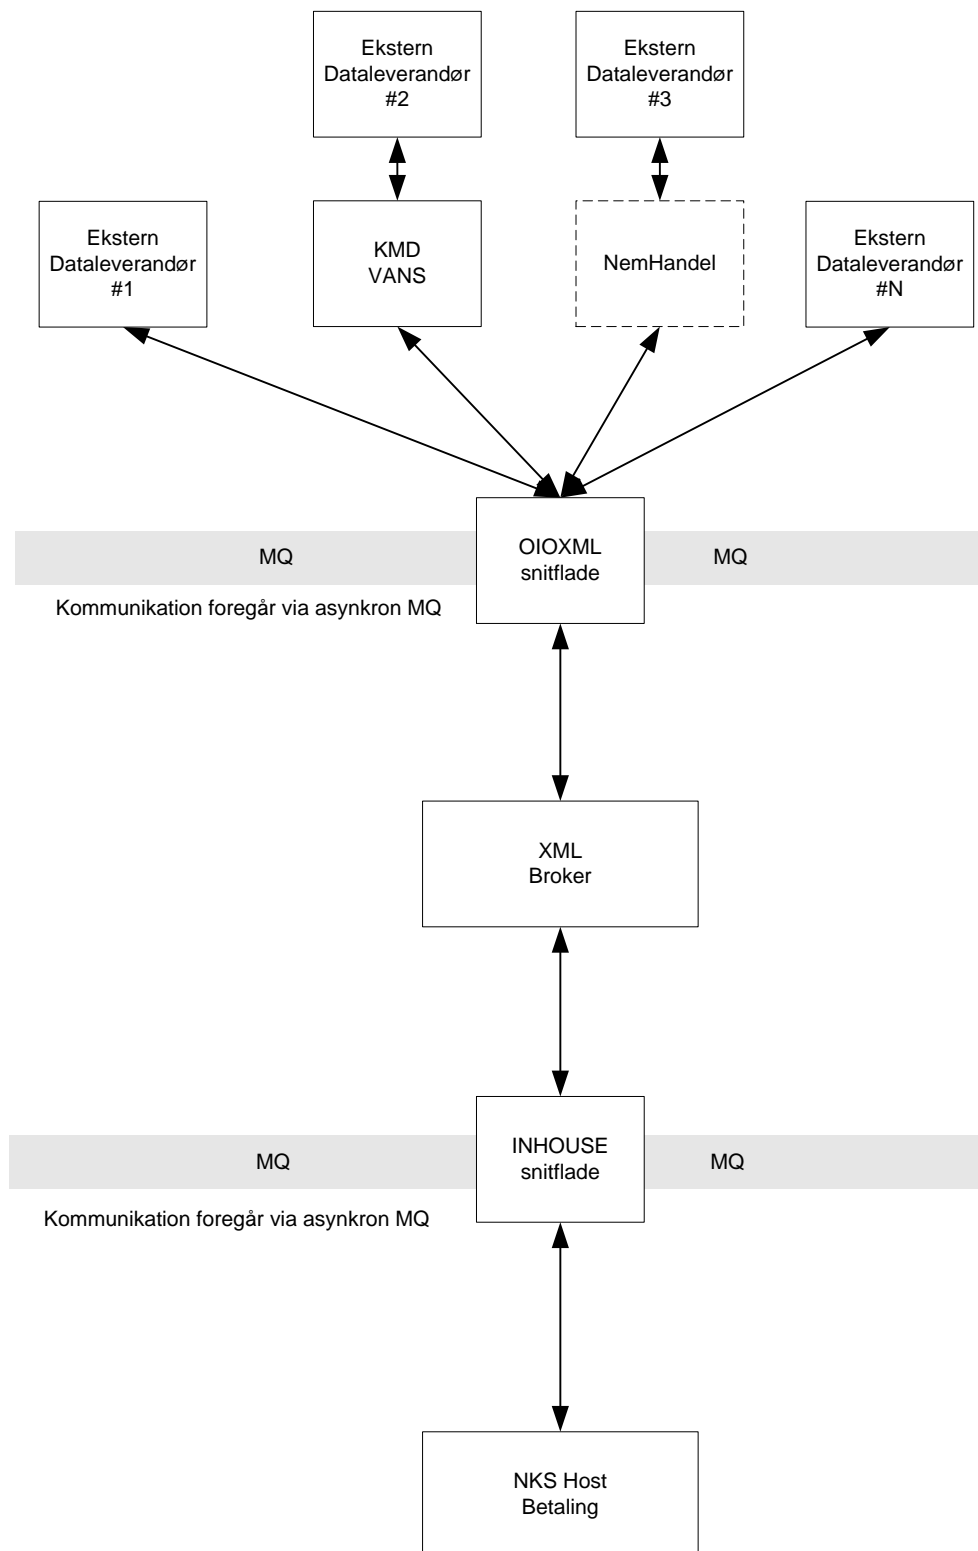 Ekstern
Dataleverandør
#2
Ekstern
Dataleverandør
#3
Ekstern
Dataleverandør
#1
KMD
VANS
NemHandel
Ekstern
Dataleverandør
#N
MQ
OIOXML
snitflade
MQ
Kommunikation foregår via asynkron MQ
XML
Broker
MQ
INHOUSE
snitflade
MQ
Kommunikation foregår via asynkron MQ
NKS Host
Betaling